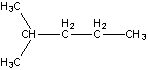 H₃C
H₂ H₂
CH C C CH₃
H₃C